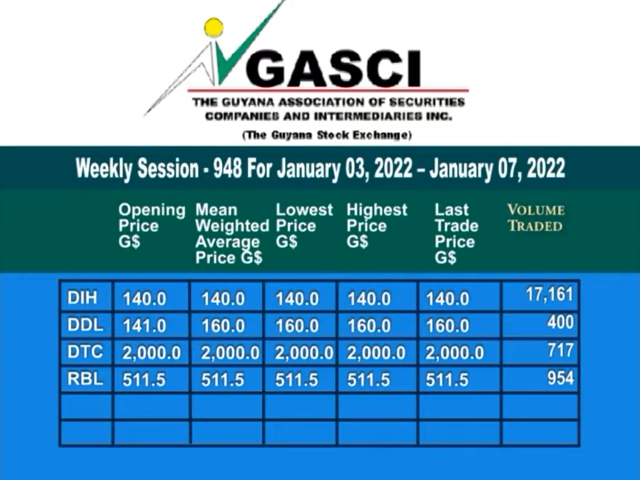 GASCI
THE GUYANA ASSOCIATION OF SECURITIES
COMPANIES AND INTERMEDIARIES INC.
(The Guyana Stock Exchange)
Weekly Session - 948 For January 03, 2022 – January 07, 2022
Opening Price G$ Mean Weighted Average Price G$ Lowest Price G$ Highest Price G$ Last Trade Price G$ VOLUME TRADED
DIH 140.0 140.0 140.0 140.0 140.0 17,161
DDL 141.0 160.0 160.0 160.0 160.0 400
DTC 2,000.0 2,000.0 2,000.0 2,000.0 2,000.0 717
RBL 511.5 511.5 511.5 511.5 511.5 954